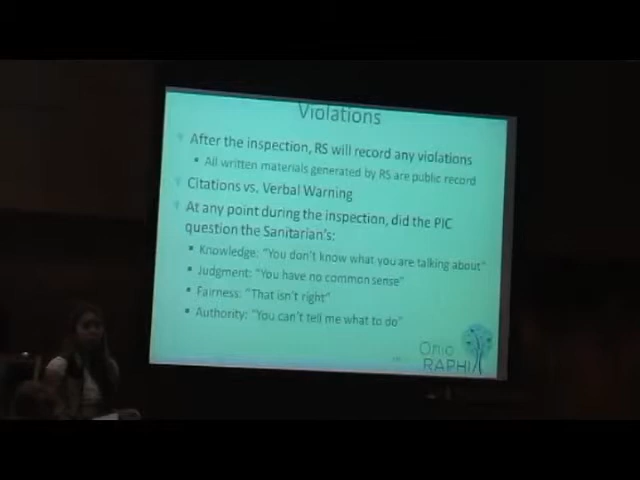 Violations
After the inspection, RS will record any violations
All written materials generated by RS are public record
Citations vs. Verbal Warning
At any point during the inspection, did the PIC
question the Sanitarian's:
Knowledge: "You don't know what you are talking about"
Judgment: "You have no common sense"
Fairness: "That isn't right"
Authority: "You can't tell me what to do"
Ohio
RAPHI